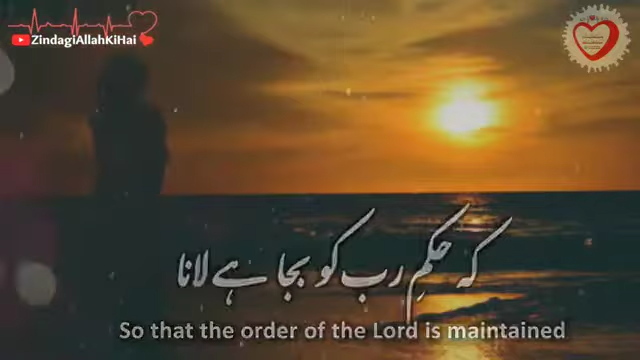 ZindagiAllahKiHai
کہ حکمِ رب کو بجا ہے لانا
So that the order of the Lord is maintained